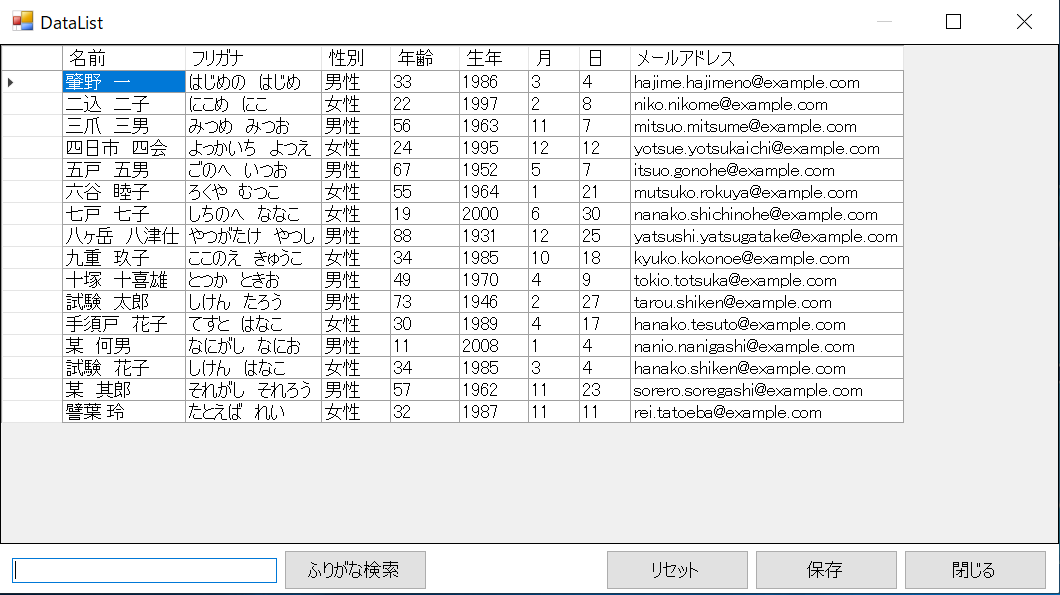 DataList
名前 フリガナ 性別 年齢 生年 月 日 メールアドレス
肇野　一 はじめの　はじめ 男性 33 1986 3 4 hajime.hajimeno@example.com
二込　二子 にこめ　にこ 女性 22 1997 2 8 niko.nikome@example.com
三爪　三男 みつめ　みつお 男性 56 1963 11 7 mitsuo.mitsume@example.com
四日市　四会 よっかいち　よつえ 女性 24 1995 12 12 yotsue.yotsukaichi@example.com
五戸　五男 ごのへ　いつお 男性 67 1952 5 7 itsuo.gonohe@example.com
六谷　睦子 ろくや　むつこ 女性 55 1964 1 21 mutsuko.rokuya@example.com
七戸　七子 しちのへ　ななこ 女性 19 2000 6 30 nanako.shichinohe@example.com
八ヶ岳　八津仕 やつがたけ　やつし 男性 88 1931 12 25 yatsushi.yatsugatake@example.com
九重　玖子 ここのえ　きゅうこ 女性 34 1985 10 18 kyuko.kokonoe@example.com
十塚　十喜雄 とつか　ときお 男性 49 1970 4 9 tokio.totsuka@example.com
試験　太郎 しけん　たろう 男性 73 1946 2 27 tarou.shiken@example.com
手須戸　花子 てすと　はなこ 女性 30 1989 4 17 hanako.tesuto@example.com
某　何男 なにがし　なにお 男性 11 2008 1 4 nanio.nanigashi@example.com
試験　花子 しけん　はなこ 女性 34 1985 3 4 hanako.shiken@example.com
某　其郎 それがし　それろう 男性 57 1962 11 23 sorero.soregashi@example.com
譬葉 玲 たとえば　れい 女性 32 1987 11 11 rei.tatoeba@example.com
ふりがな検索 リセット 保存 閉じる